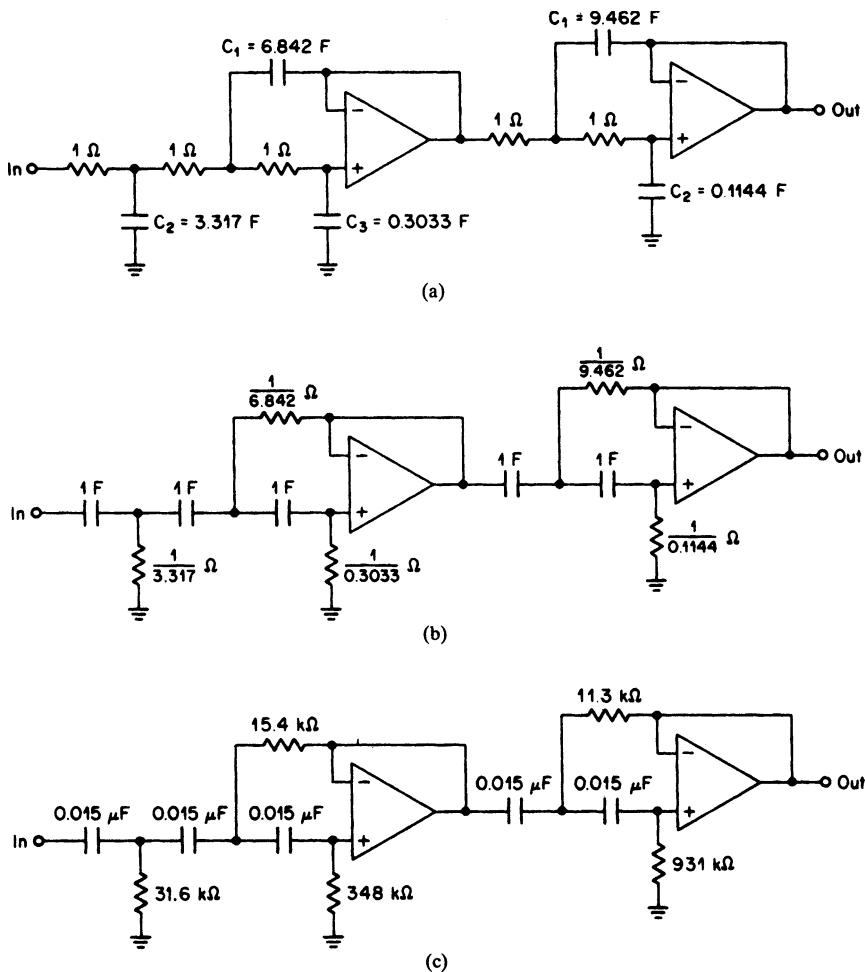 C₁ = 6.842 F
C₁ = 9.462 F
1 Ω
1 Ω
1 Ω
1 Ω
1 Ω
In
−
+
−
+
Out
C₂ = 3.317 F
C₃ = 0.3033 F
C₂ = 0.1144 F
(a)
1/6.842 Ω
1/9.462 Ω
1 F
1 F
1 F
1 F
1 F
In
−
+
−
+
Out
1/3.317 Ω
1/0.3033 Ω
1/0.1144 Ω
(b)
15.4 kΩ
11.3 kΩ
0.015 μF
0.015 μF
0.015 μF
0.015 μF
0.015 μF
In
−
+
−
+
Out
31.6 kΩ
348 kΩ
931 kΩ
(c)